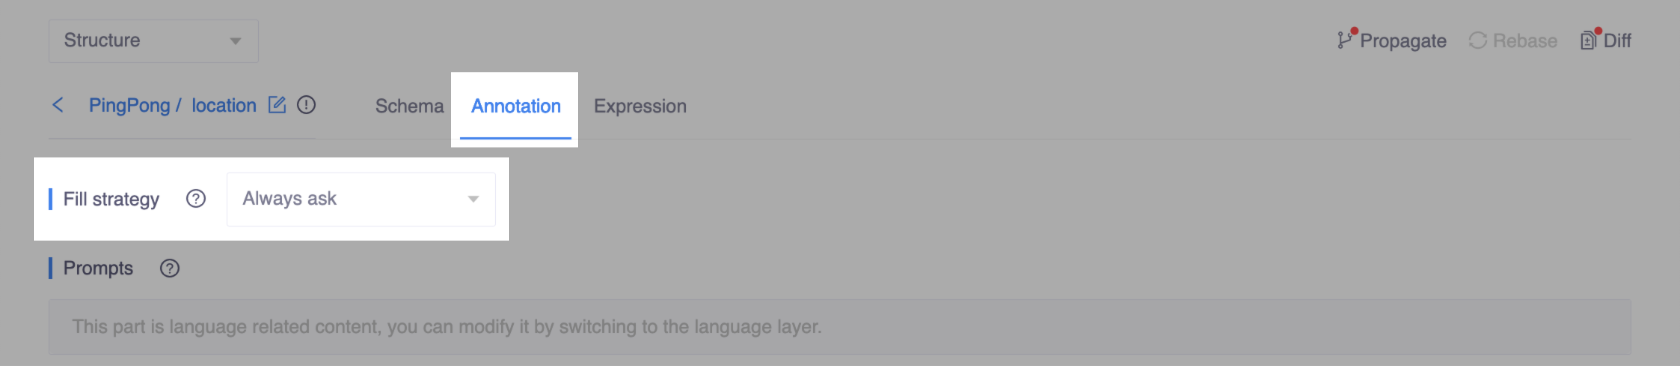 Structure
Propagate Rebase Diff
PingPong / location Schema Annotation Expression
Fill strategy Always ask
Prompts
This part is language related content, you can modify it by switching to the language layer.